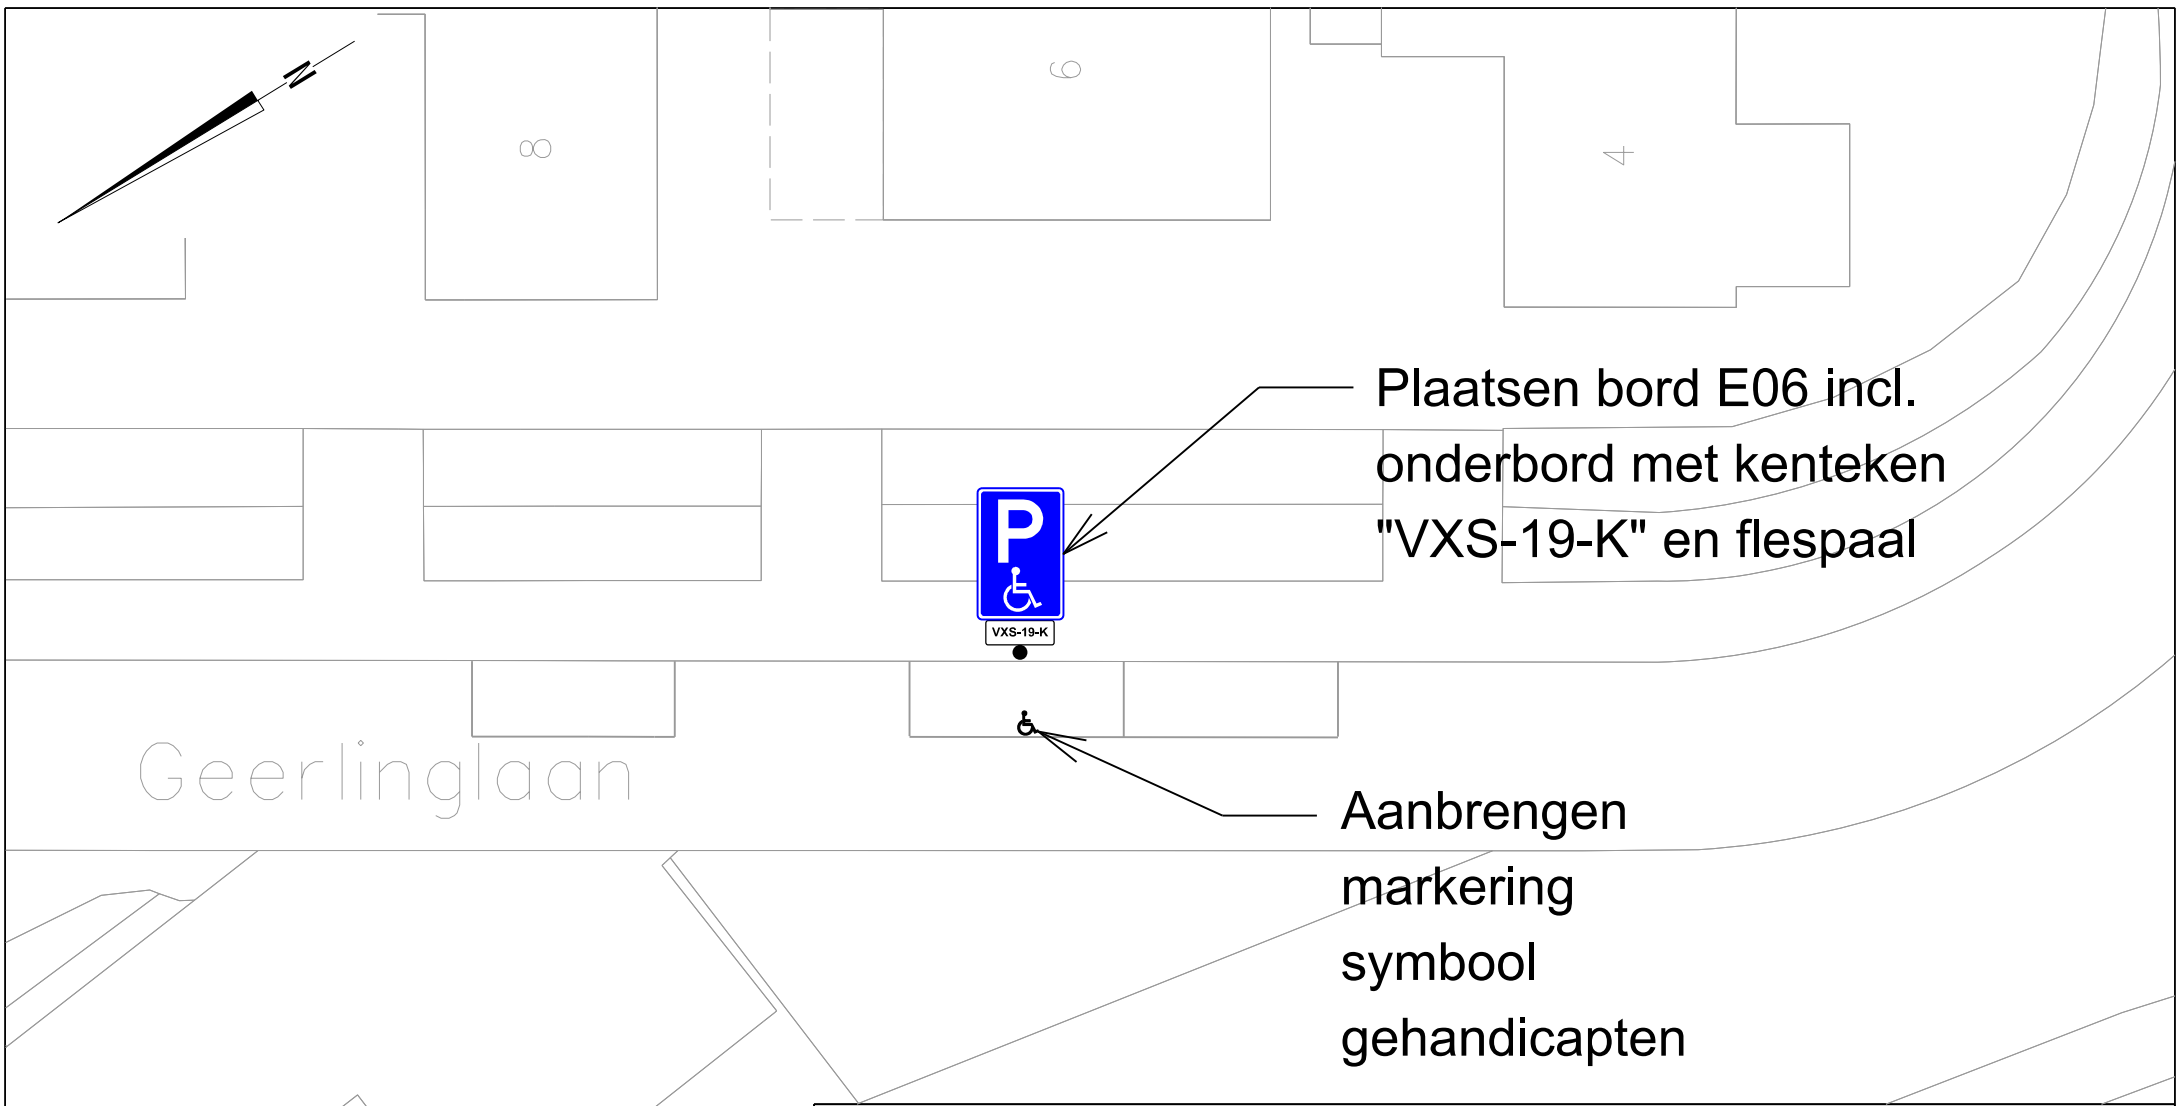 N
8
6
4
Plaatsen bord E06 incl.
onderbord met kenteken
"VXS-19-K" en flespaal
P
VXS-19-K
Geerlinglaan
Aanbrengen
markering
symbool
gehandicapten